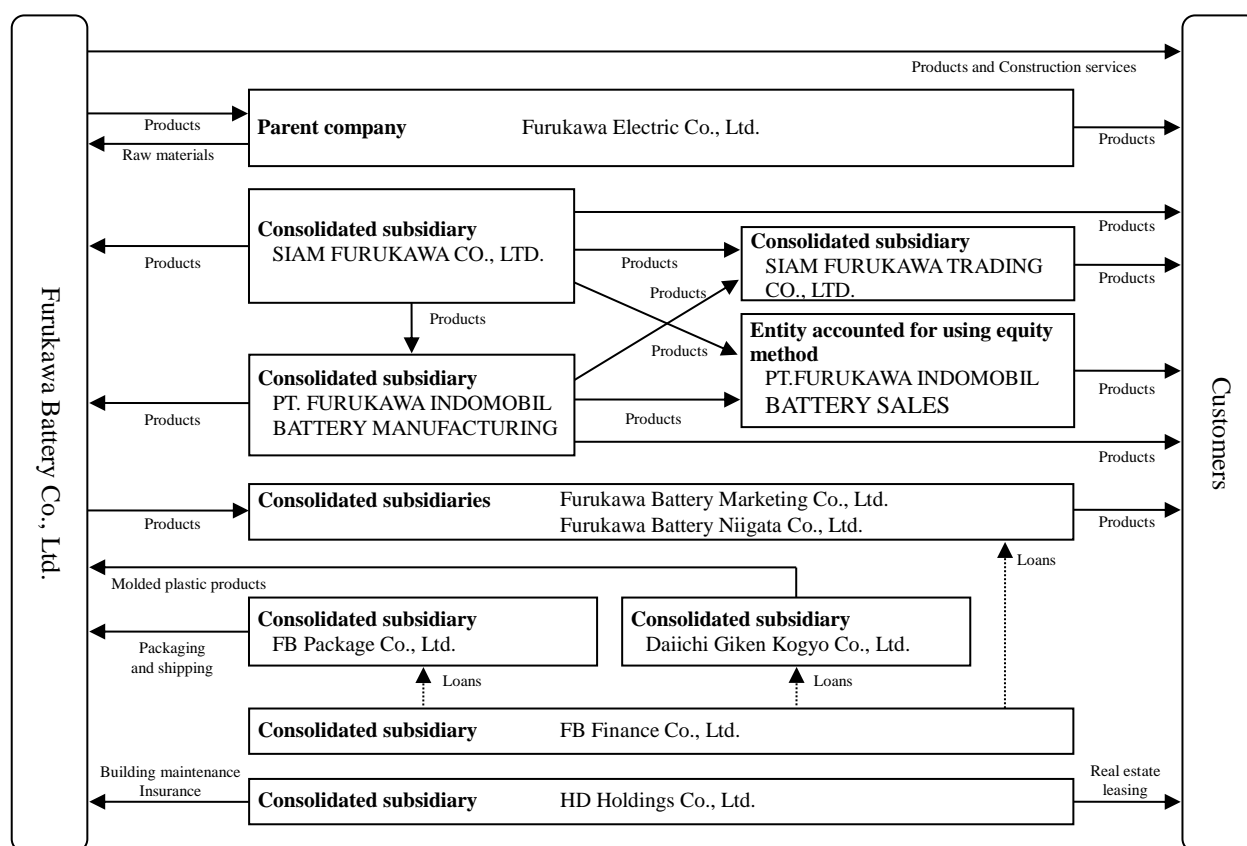 Furukawa Battery Co., Ltd.
Customers
Products and Construction services
Products
Raw materials
Parent company Furukawa Electric Co., Ltd.
Products
Consolidated subsidiary
SIAM FURUKAWA CO., LTD.
Products
Products
Products
Consolidated subsidiary
SIAM FURUKAWA TRADING
CO., LTD.
Products
Products
Products
Products
Entity accounted for using equity
method
PT.FURUKAWA INDOMOBIL
BATTERY SALES
Products
Consolidated subsidiary
PT. FURUKAWA INDOMOBIL
BATTERY MANUFACTURING
Products
Products
Products
Products
Consolidated subsidiaries Furukawa Battery Marketing Co., Ltd.
Furukawa Battery Niigata Co., Ltd.
Products
Loans
Molded plastic products
Consolidated subsidiary
FB Package Co., Ltd.
Packaging
and shipping
Consolidated subsidiary
Daiichi Giken Kogyo Co., Ltd.
Loans
Loans
Consolidated subsidiary FB Finance Co., Ltd.
Building maintenance
Insurance
Consolidated subsidiary HD Holdings Co., Ltd.
Real estate
leasing